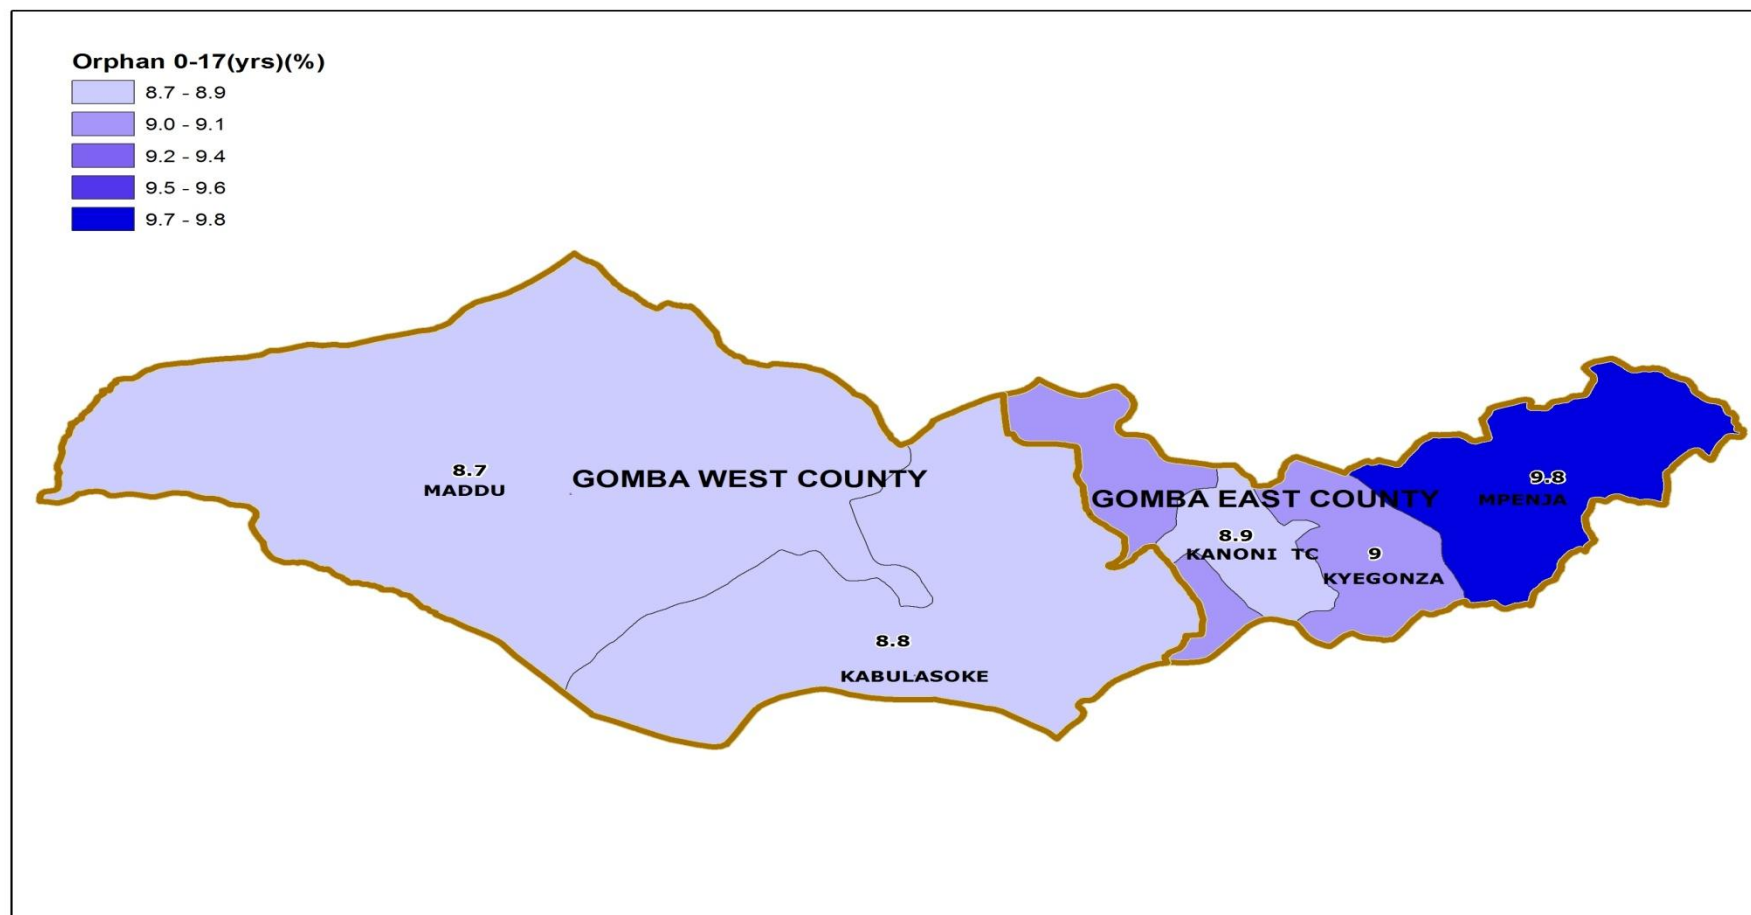 Orphan 0-17(yrs)(%)
8.7 - 8.9
9.0 - 9.1
9.2 - 9.4
9.5 - 9.6
9.7 - 9.8
8.7
MADDU
GOMBA WEST COUNTY
8.8
KABULASOKE
GOMBA EAST COUNTY
8.9
KANONI TC
9
KYEGONZA
9.8
MPENJA